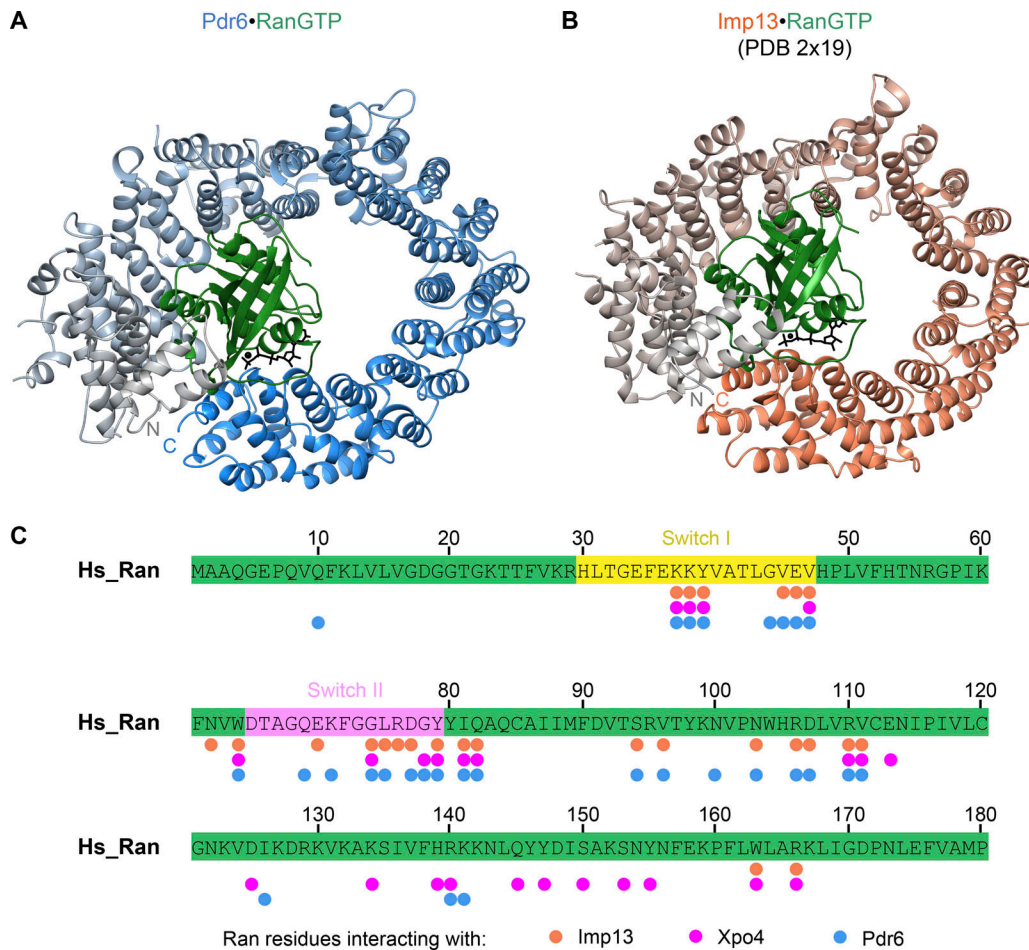 A
Pdr6•RanGTP
B
Imp13•RanGTP
(PDB 2x19)
N
C
N
C
C
Switch I
10 20 30 40 50 60
Hs_Ran MAAQGEPQVQFKLVLVGDGGTGKTTFVKRHLTGEFEKKYVATLGVEVHPLVFHTNRGPIK
Switch II
80 90 100 110 120
Hs_Ran FNVWDTAGQEKFGGLRDGYYIQAQCAIIMFDVTSRVTYKNVPNWHRDLVRVCENIPIVLC
130 140 150 160 170 180
Hs_Ran GNKVDIKDRKVKAKSIVFHRKKNLQYYDISAKSNYNFEKPFLWLARKLIGDPNLEFVAMP
Ran residues interacting with: Imp13 Xpo4 Pdr6